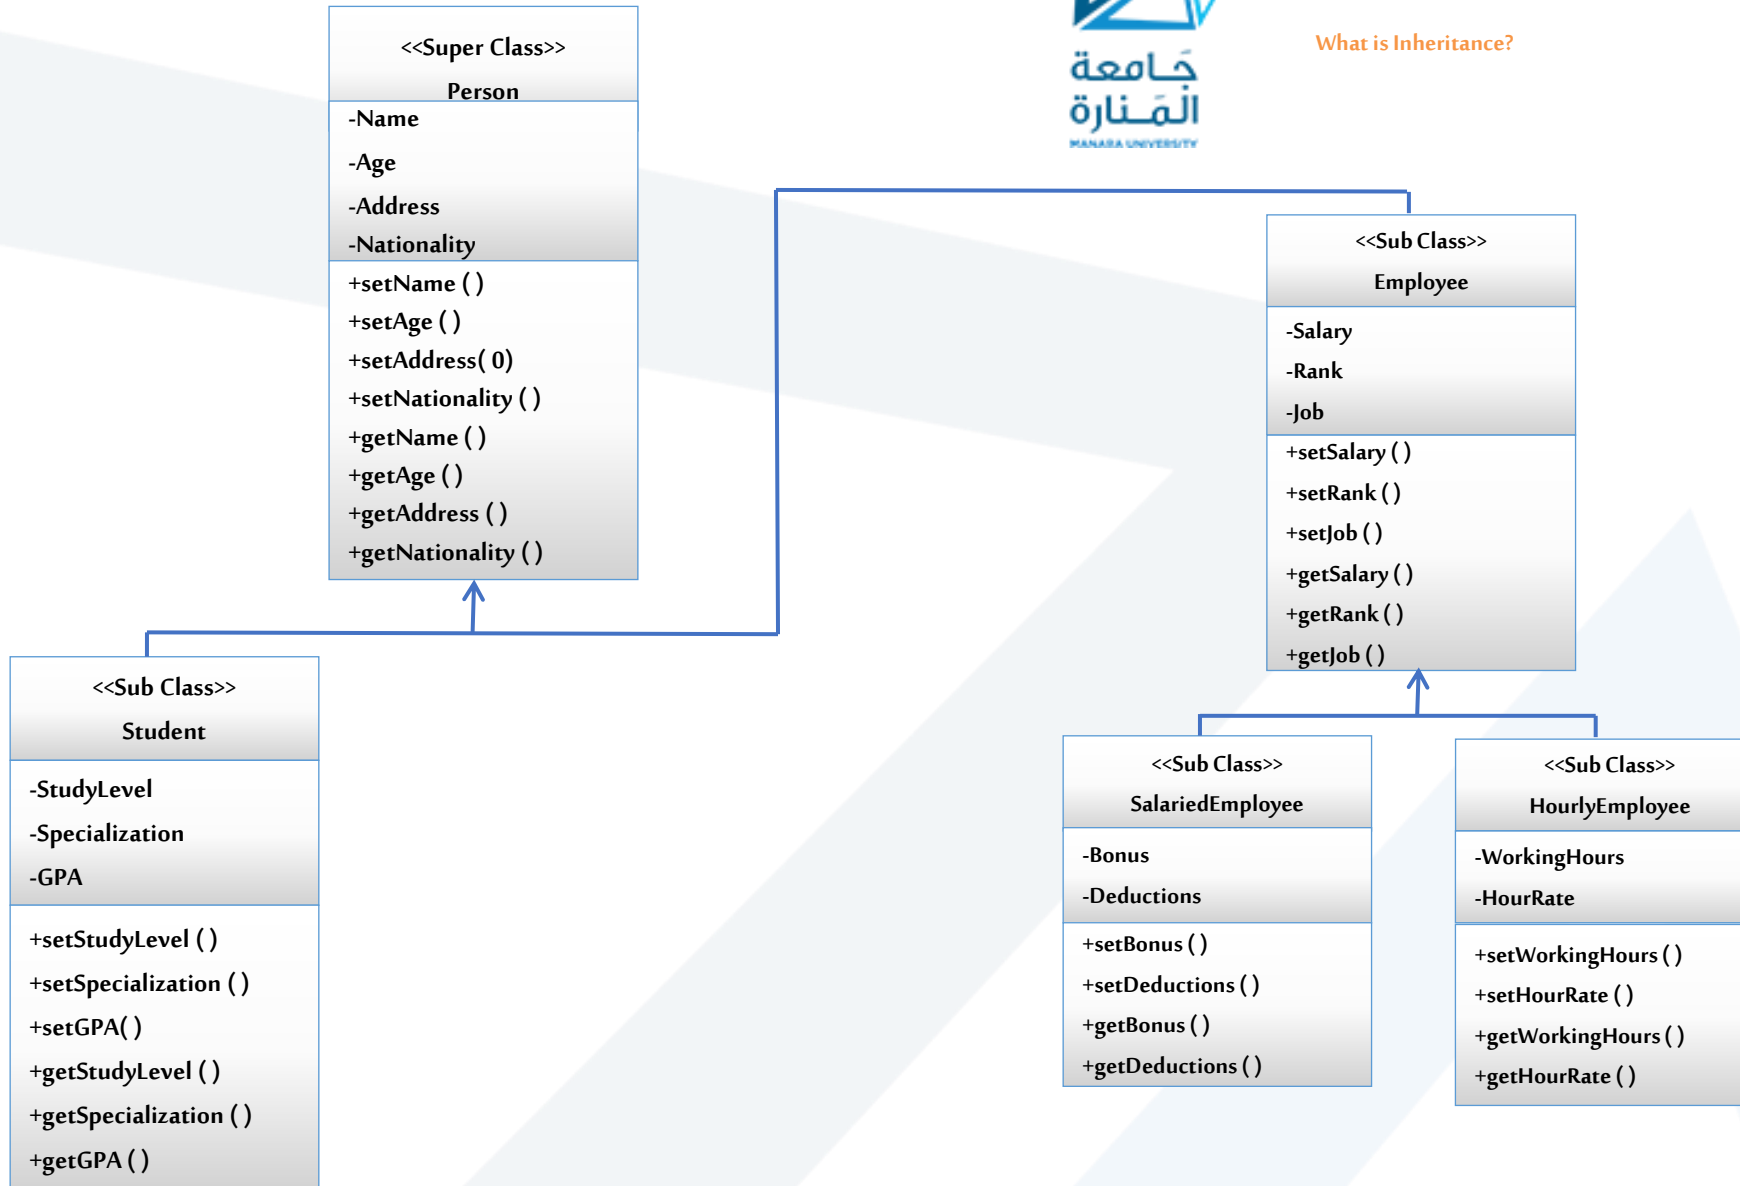 <<Super Class>>
Person
-Name
-Age
-Address
-Nationality
+setName ( )
+setAge ( )
+setAddress( 0)
+setNationality ( )
+getName ( )
+getAge ( )
+getAddress ( )
+getNationality ( )
جَامعة
المَنارة
MANARA UNIVERSITY
What is Inheritance?
<<Sub Class>>
Employee
-Salary
-Rank
-Job
+setSalary ( )
+setRank ( )
+setJob ( )
+getSalary ( )
+getRank ( )
+getJob ( )
<<Sub Class>>
Student
-StudyLevel
-Specialization
-GPA
+setStudyLevel ( )
+setSpecialization ( )
+setGPA( )
+getStudyLevel ( )
+getSpecialization ( )
+getGPA ( )
<<Sub Class>>
SalariedEmployee
-Bonus
-Deductions
+setBonus ( )
+setDeductions ( )
+getBonus ( )
+getDeductions ( )
<<Sub Class>>
HourlyEmployee
-WorkingHours
-HourRate
+setWorkingHours ( )
+setHourRate ( )
+getWorkingHours ( )
+getHourRate ( )